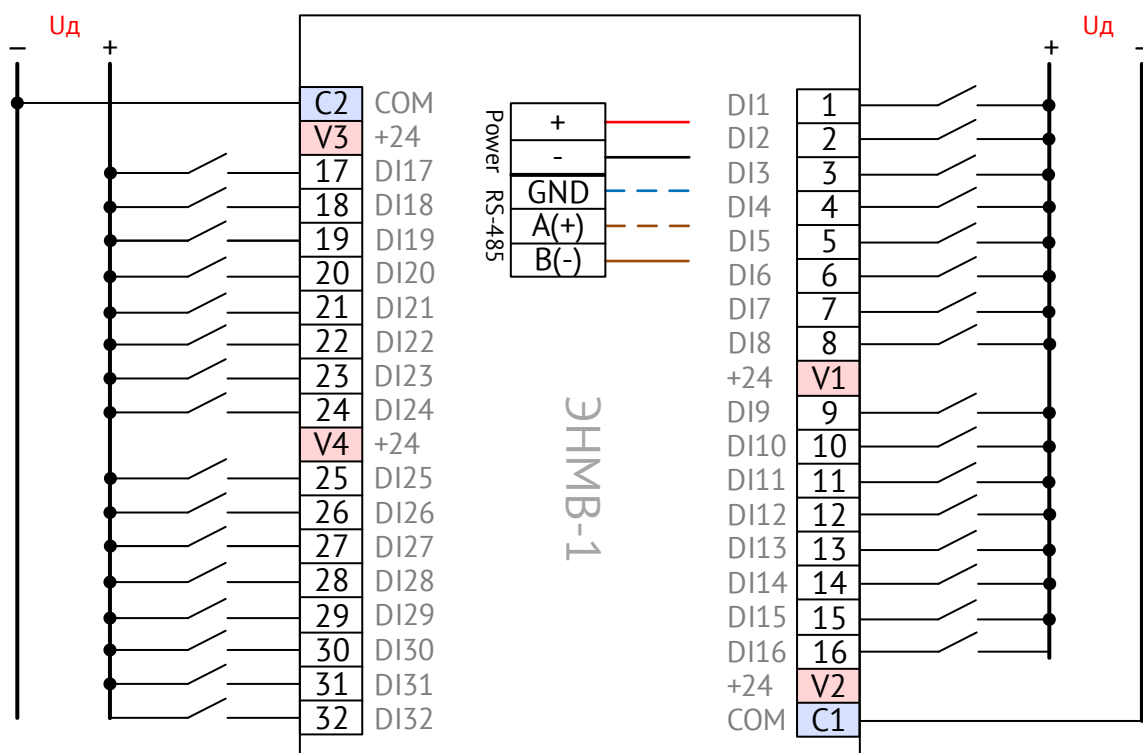 Uд
− +
C2 COM
V3 +24
17 DI17
18 DI18
19 DI19
20 DI20
21 DI21
22 DI22
23 DI23
24 DI24
V4 +24
25 DI25
26 DI26
27 DI27
28 DI28
29 DI29
30 DI30
31 DI31
32 DI32
Power
RS-485
+
-
GND
A(+)
B(-)
ЭНМВ-1
Uд
+ −
DI1 1
DI2 2
DI3 3
DI4 4
DI5 5
DI6 6
DI7 7
DI8 8
+24 V1
DI9 9
DI10 10
DI11 11
DI12 12
DI13 13
DI14 14
DI15 15
DI16 16
+24 V2
COM C1